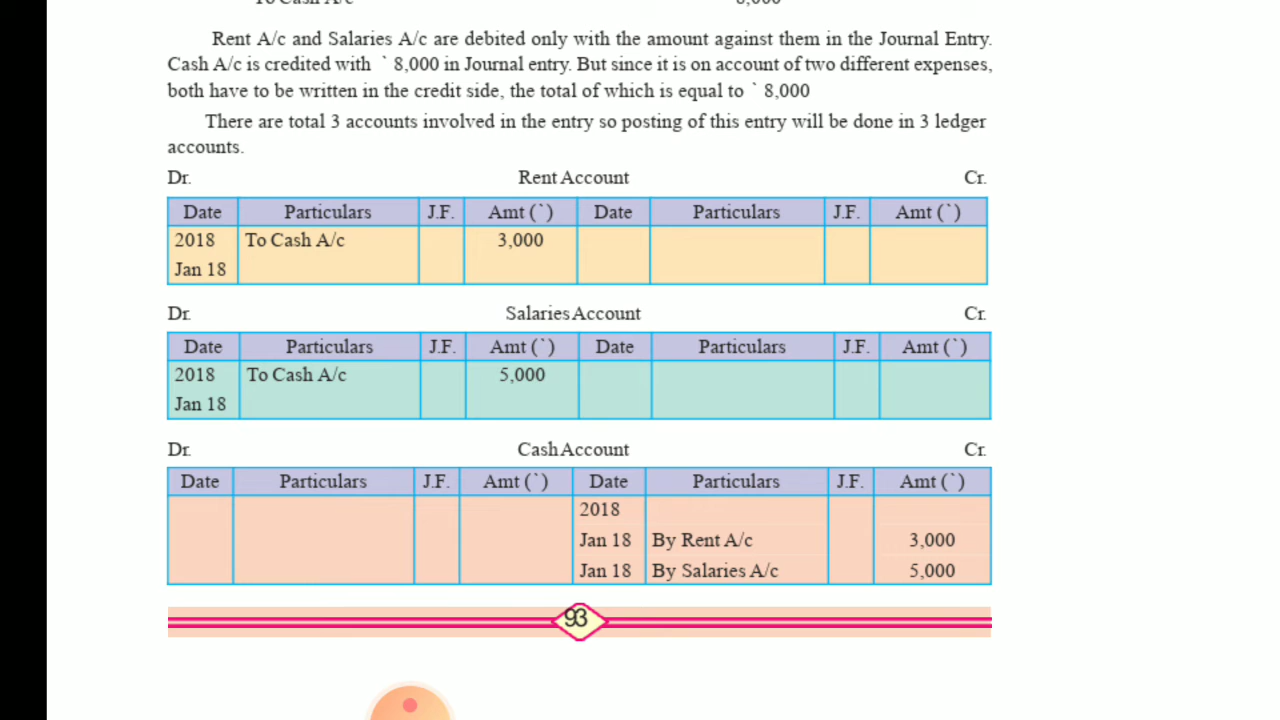 To Cash A/c 8,000
Rent A/c and Salaries A/c are debited only with the amount against them in the Journal Entry.
Cash A/c is credited with ` 8,000 in Journal entry. But since it is on account of two different expenses,
both have to be written in the credit side, the total of which is equal to ` 8,000
There are total 3 accounts involved in the entry so posting of this entry will be done in 3 ledger
accounts.
Dr. Rent Account Cr.
Date Particulars J.F. Amt (`) Date Particulars J.F. Amt (`)
2018 To Cash A/c 3,000
Jan 18
Dr. Salaries Account Cr.
Date Particulars J.F. Amt (`) Date Particulars J.F. Amt (`)
2018 To Cash A/c 5,000
Jan 18
Dr. Cash Account Cr.
Date Particulars J.F. Amt (`) Date Particulars J.F. Amt (`)
2018
Jan 18 By Rent A/c 3,000
Jan 18 By Salaries A/c 5,000
93